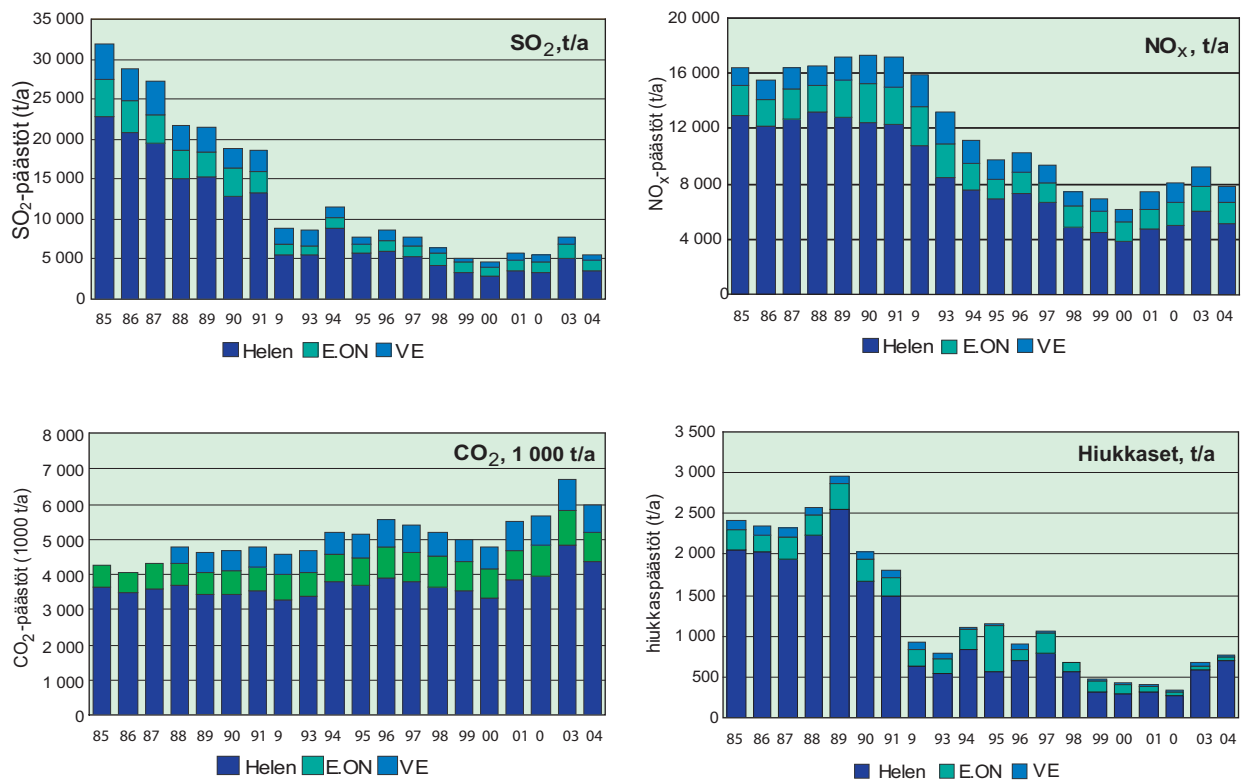 SO₂,t/a
SO₂-päästöt (t/a)
35 000
30 000
25 000
20 000
15 000
10 000
5 000
0
85 86 87 88 89 90 91 9 93 94 95 96 97 98 99 00 01 0 03 04
Helen E.ON VE
NOₓ, t/a
NOₓ-päästöt (t/a)
20 000
16 000
12 000
8 000
4 000
0
85 86 87 88 89 90 91 9 93 94 95 96 97 98 99 00 01 0 03 04
Helen E.ON VE
CO₂, 1 000 t/a
CO₂-päästöt (1000 t/a)
8 000
7 000
6 000
5 000
4 000
3 000
2 000
1 000
0
85 86 87 88 89 90 91 9 93 94 95 96 97 98 99 00 01 0 03 04
Helen E.ON VE
Hiukkaset, t/a
hiukkaspäästöt (t/a)
3 500
3 000
2 500
2 000
1 500
1 000
500
0
85 86 87 88 89 90 91 9 93 94 95 96 97 98 99 00 01 0 03 04
Helen E.ON VE